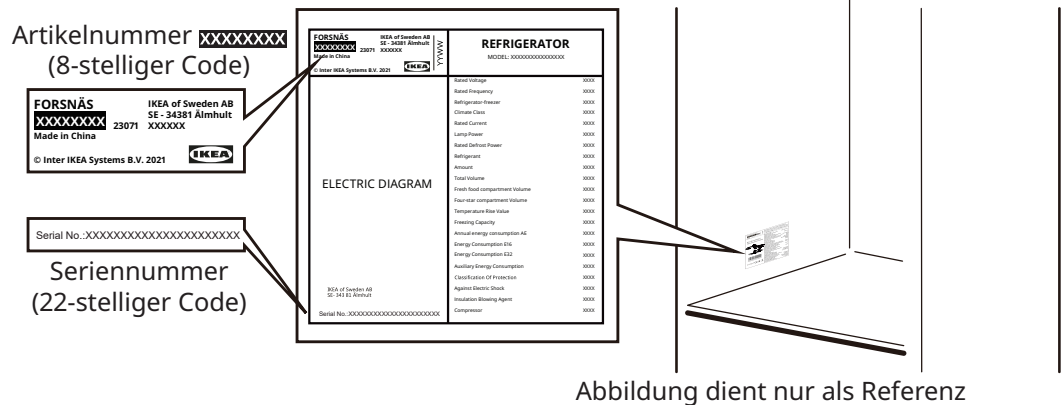 Artikelnummer XXXXXXXX
(8-stelliger Code)
FORSNÄS
XXXXXXXX 23071
Made in China
IKEA of Sweden AB
SE - 34381 Älmhult
XXXXXX
© Inter IKEA Systems B.V. 2021
IKEA
Serial No.:XXXXXXXXXXXXXXXXXXXXXX
Seriennummer
(22-stelliger Code)
FORSNÄS
XXXXXXXX 23071
Made in China
IKEA of Sweden AB
SE - 34381 Älmhult
XXXXXX
© Inter IKEA Systems B.V. 2021
IKEA
YYWW
REFRIGERATOR
MODEL: XXXXXXXXXXXXXXXX
ELECTRIC DIAGRAM
IKEA of Sweden AB
SE- 343 81 Älmhult
Serial No.:XXXXXXXXXXXXXXXXXXXXXX
Rated Voltage XXXX
Rated Frequency XXXX
Refrigerator-freezer XXXX
Climate Class XXXX
Rated Current XXXX
Lamp Power XXXX
Rated Defrost Power XXXX
Refrigerant XXXX
Amount XXXX
Total Volume XXXX
Fresh food compartment Volume XXXX
Four-star compartment Volume XXXX
Temperature Rise Value XXXX
Freezing Capacity XXXX
Annual energy consumption AE XXXX
Energy Consumption E16 XXXX
Energy Consumption E32 XXXX
Auxiliary Energy Consumption XXXX
Classification Of Protection XXXX
Against Electric Shock XXXX
Insulation Blowing Agent XXXX
Compressor XXXX
Abbildung dient nur als Referenz